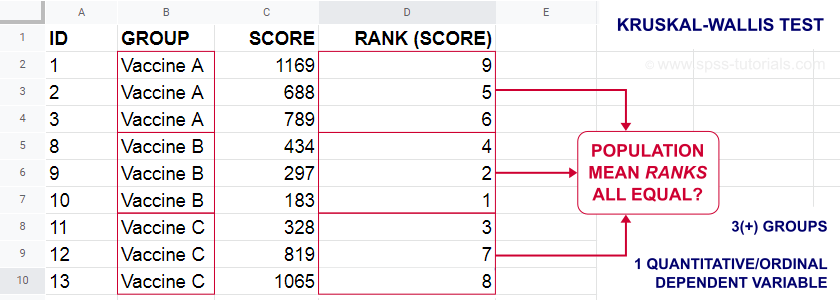 A B C D E
KRUSKAL-WALLIS TEST
1 ID GROUP SCORE RANK (SCORE)
2 1 Vaccine A 1169 9
© www.spss-tutorials.com
3 2 Vaccine A 688 5
4 3 Vaccine A 789 6
5 8 Vaccine B 434 4
6 9 Vaccine B 297 2
7 10 Vaccine B 183 1
8 11 Vaccine C 328 3
9 12 Vaccine C 819 7
10 13 Vaccine C 1065 8
POPULATION
MEAN RANKS
ALL EQUAL?
3(+) GROUPS
1 QUANTITATIVE/ORDINAL
DEPENDENT VARIABLE